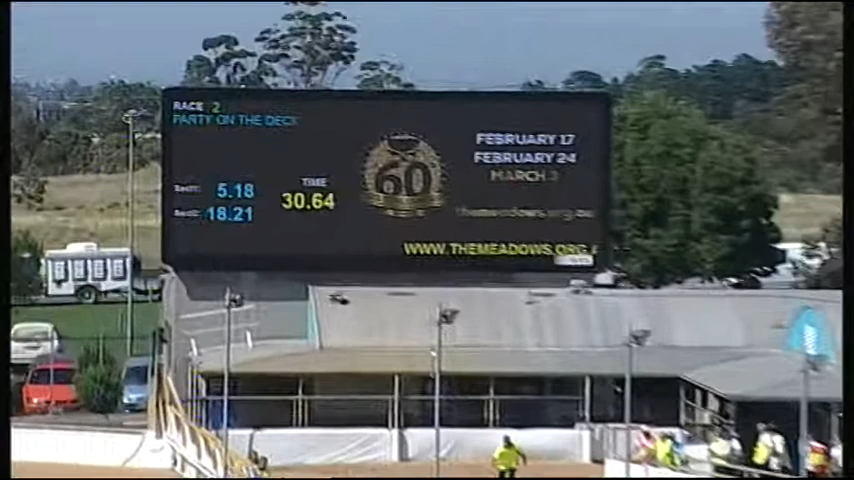 RACE 2
PARTY ON THE DECK
5.18
18.21
TIME
30.64
60
FEBRUARY 17
FEBRUARY 24
MARCH 3
themeadows.org.au
WWW.THEMEADOWS.ORG.